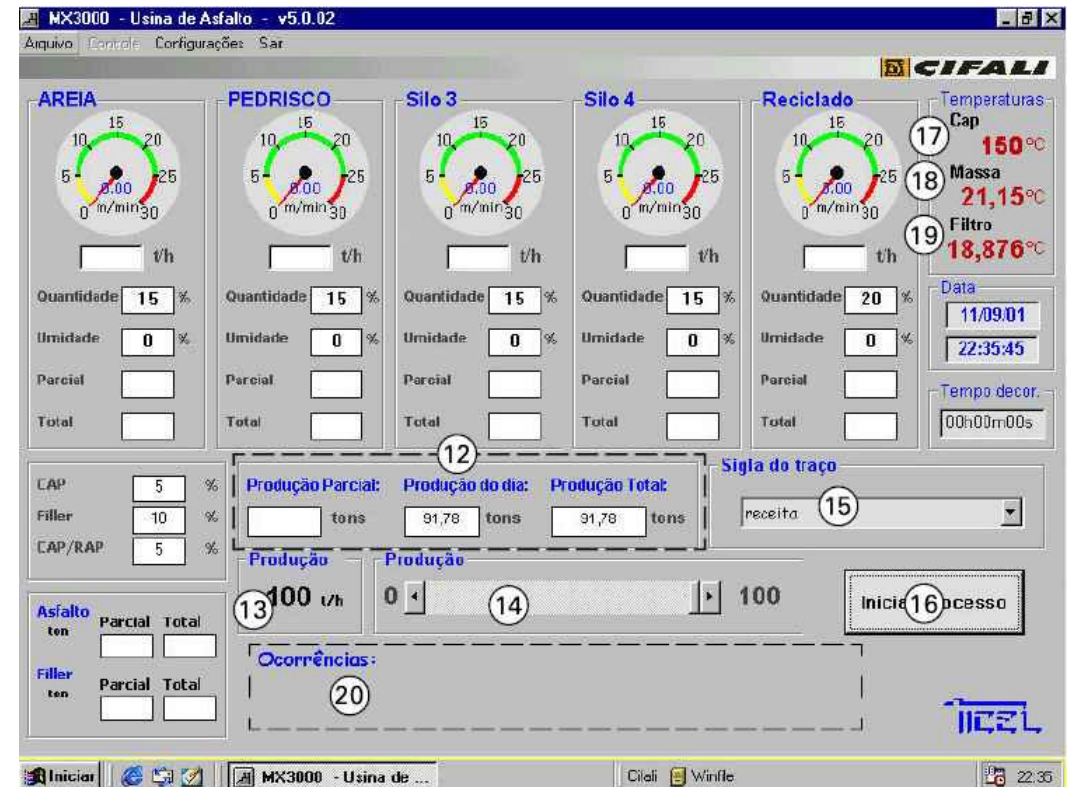 MX3000 - Usina de Asfalto - v5.0.02
Arquivo Controle Configurações Sair
CIFALI
AREIA PEDRISCO Silo 3 Silo 4 Reciclado Temperaturas
0 5 10 15 20 25 30 0.00 m/min
0 5 10 15 20 25 30 0.00 m/min
0 5 10 15 20 25 30 0.00 m/min
0 5 10 15 20 25 30 0.00 m/min
0 5 10 15 20 25 30 0.00 m/min
17 Cap
150°C
18 Massa
21,15°C
19 Filtro
18,876°C
t/h t/h t/h t/h t/h
Quantidade 15 % Quantidade 15 % Quantidade 15 % Quantidade 15 % Quantidade 20 %
Umidade 0 % Umidade 0 % Umidade 0 % Umidade 0 % Umidade 0 %
Parcial Parcial Parcial Parcial Parcial
Total Total Total Total Total
Data
11/09/01
22:35:45
Tempo decor.
00h00m00s
CAP 5 %
Filler 10 %
CAP/RAP 5 %
12
Produção Parcial: Produção do dia: Produção Total:
tons 91,78 tons 91,78 tons
Sigla do traço
receita 15
Produção
13 100 t/h
Produção
0 14 100
16
Asfalto
ton Parcial Total
Filler
ton Parcial Total
Ocorrências:
20
TICEL
Iniciar MX3000 - Usina de ... Cifali Winfile 22:35